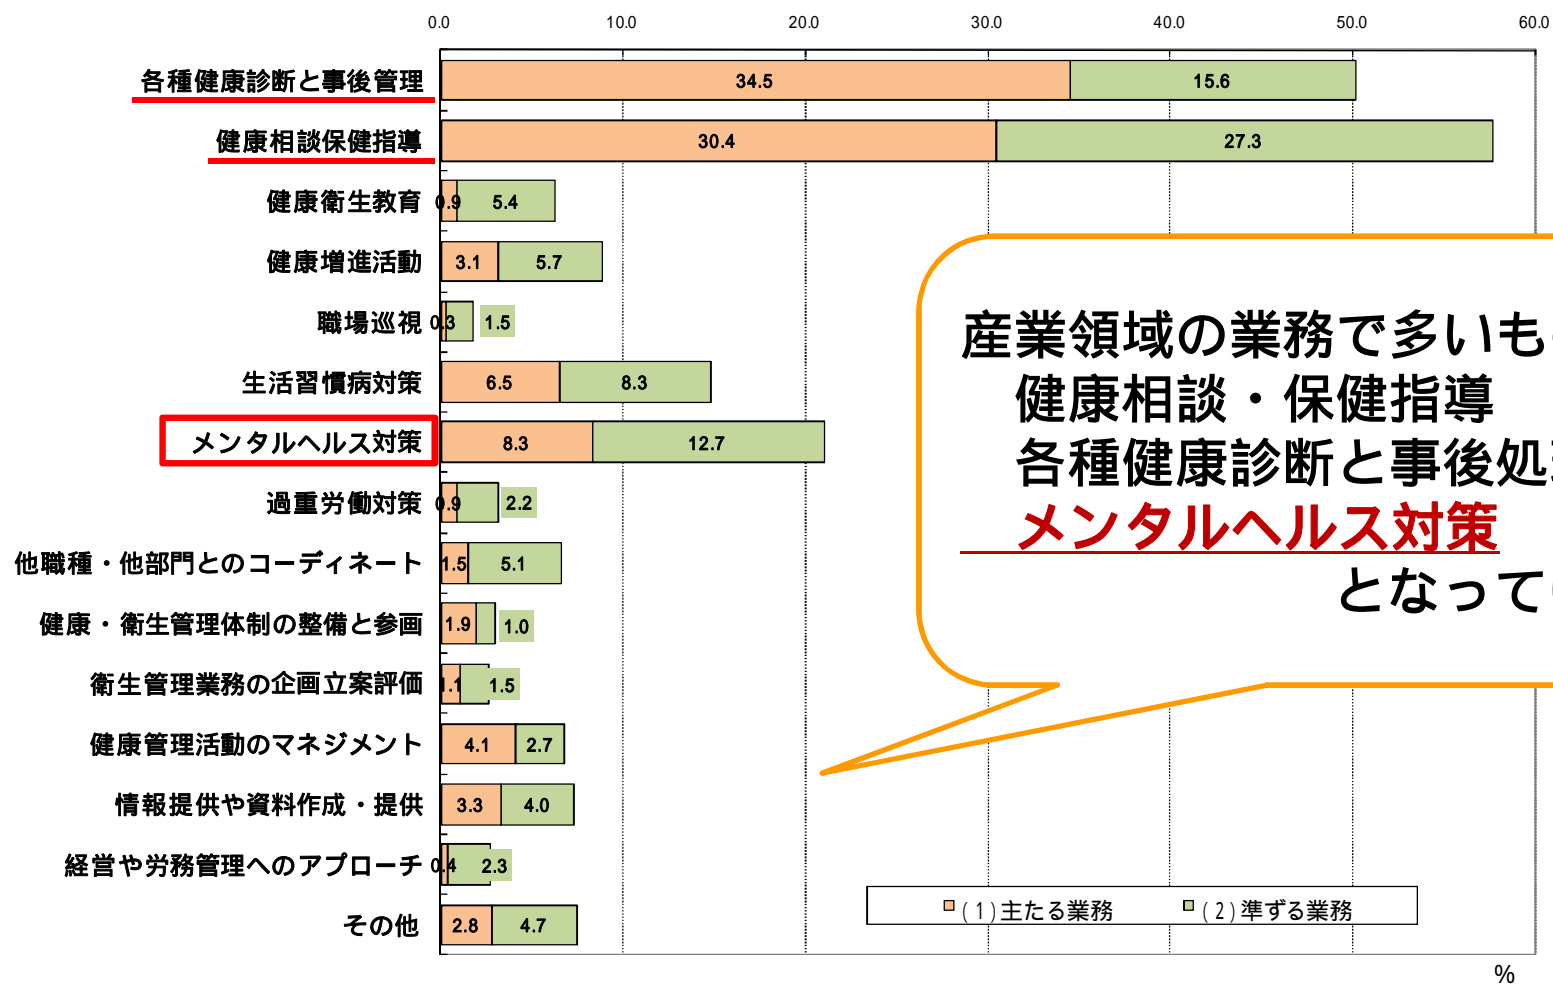 0.0 10.0 20.0 30.0 40.0 50.0 60.0
各種健康診断と事後管理 34.5 15.6
健康相談保健指導 30.4 27.3
健康衛生教育 0.9 5.4
健康増進活動 3.1 5.7
職場巡視 0.3 1.5
生活習慣病対策 6.5 8.3
メンタルヘルス対策 8.3 12.7
過重労働対策 0.9 2.2
他職種・他部門とのコーディネート 1.5 5.1
健康・衛生管理体制の整備と参画 1.9 1.0
衛生管理業務の企画立案評価 1.1 1.5
健康管理活動のマネジメント 4.1 2.7
情報提供や資料作成・提供 3.3 4.0
経営や労務管理へのアプローチ 0.4 2.3
その他 2.8 4.7
産業領域の業務で多いも
健康相談・保健指導
各種健康診断と事後処
メンタルヘルス対策
となって
(1)主たる業務 (2)準ずる業務
%